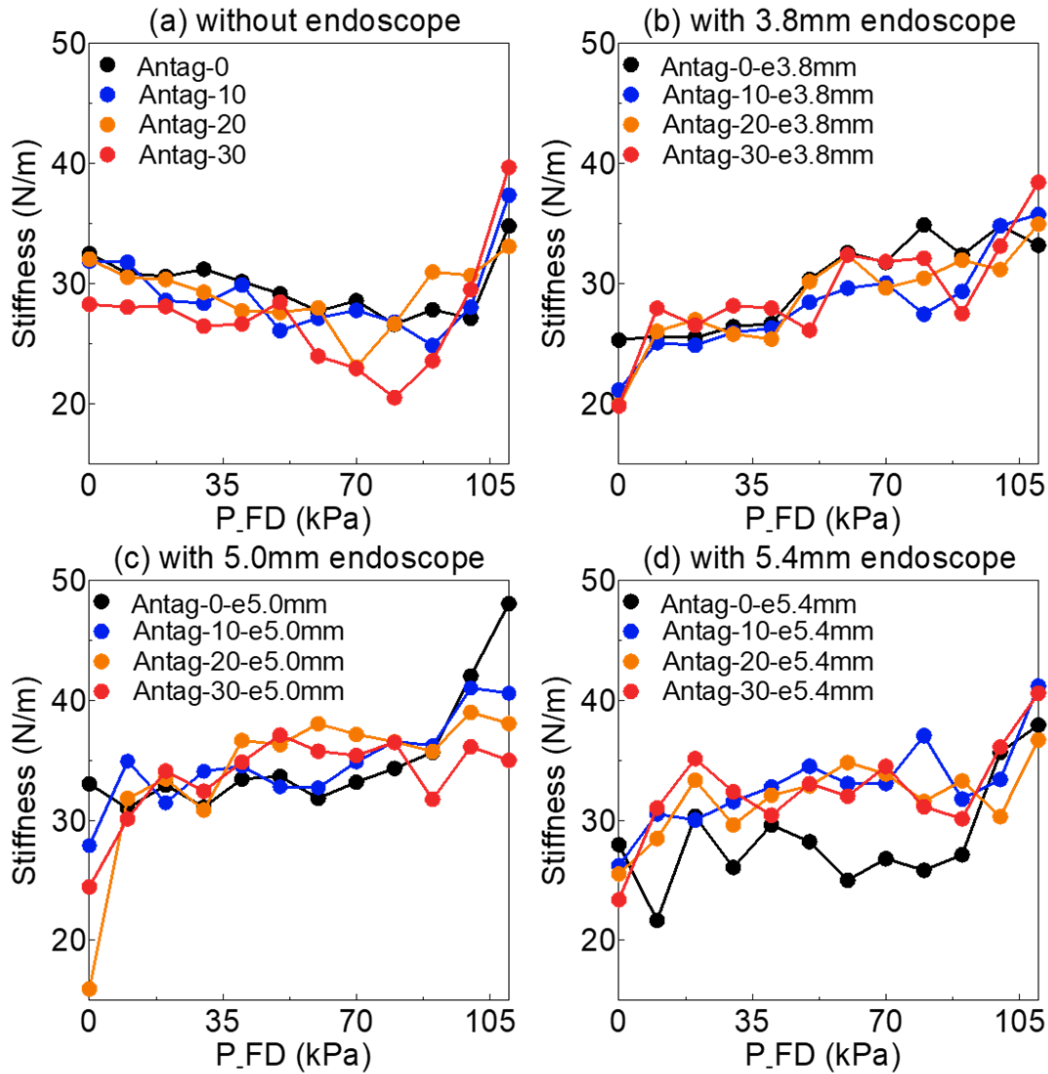 (a) without endoscope
50
40
30
20
Stiffness (N/m)
Antag-0
Antag-10
Antag-20
Antag-30
0 35 70 105
P_FD (kPa)
(b) with 3.8mm endoscope
50
40
30
20
Stiffness (N/m)
Antag-0-e3.8mm
Antag-10-e3.8mm
Antag-20-e3.8mm
Antag-30-e3.8mm
0 35 70 105
P_FD (kPa)
(c) with 5.0mm endoscope
50
40
30
20
Stiffness (N/m)
Antag-0-e5.0mm
Antag-10-e5.0mm
Antag-20-e5.0mm
Antag-30-e5.0mm
0 35 70 105
P_FD (kPa)
(d) with 5.4mm endoscope
50
40
30
20
Stiffness (N/m)
Antag-0-e5.4mm
Antag-10-e5.4mm
Antag-20-e5.4mm
Antag-30-e5.4mm
0 35 70 105
P_FD (kPa)